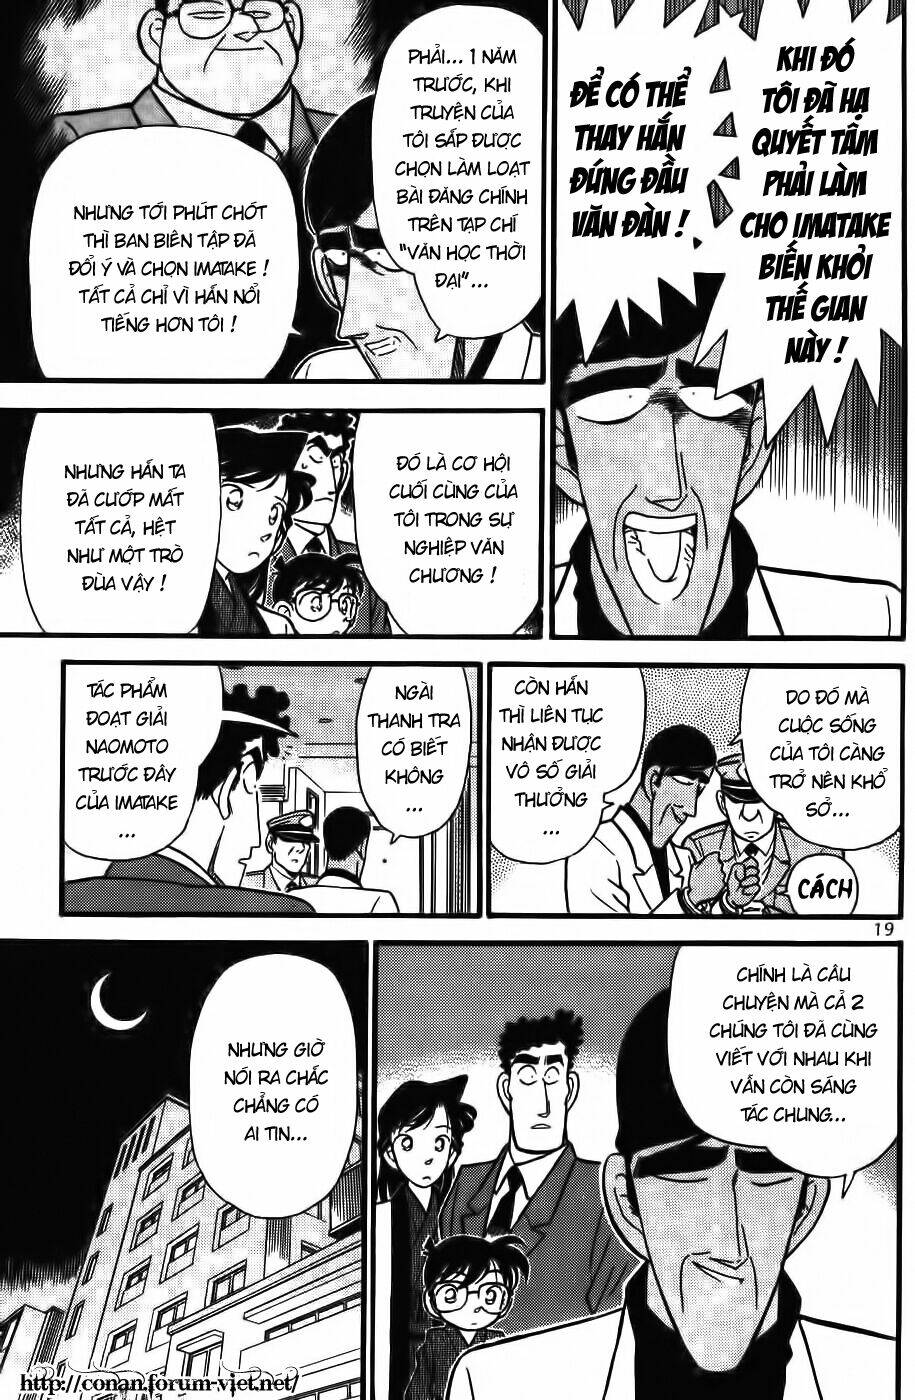 KHI ĐÓ
TÔI ĐÃ HẠ
QUYẾT TÂM
PHẢI LÀM
CHO IMATAKE
BIẾN KHỎI
THẾ GIAN
NÀY !
ĐỂ CÓ THỂ
THAY HẮN
ĐỨNG ĐẦU
VĂN ĐÀN !
PHẢI... 1 NĂM
TRƯỚC, KHI
TRUYỆN CỦA
TÔI SẮP ĐƯỢC
CHỌN LÀM LOẠT
BÀI ĐĂNG CHÍNH
TRÊN TẠP CHÍ
"VĂN HỌC THỜI
ĐẠI"...
NHƯNG TỚI PHÚT CHÓT
THÌ BAN BIÊN TẬP ĐÃ
ĐỔI Ý VÀ CHỌN IMATAKE !
TẤT CẢ CHỈ VÌ HẮN NỔI
TIẾNG HƠN TÔI !
ĐÓ LÀ CƠ HỘI
CUỐI CÙNG CỦA
TÔI TRONG SỰ
NGHIỆP VĂN
CHƯƠNG !
NHƯNG HẮN TA
ĐÃ CƯỚP MẤT
TẤT CẢ, HỆT
NHƯ MỘT TRÒ
ĐÙA VẬY !
DO ĐÓ MÀ
CUỘC SỐNG
CỦA TÔI CÀNG
TRỞ NÊN KHỔ
SỞ...
CÒN HẮN
THÌ LIÊN TỤC
NHẬN ĐƯỢC
VÔ SỐ GIẢI
THƯỞNG
...
CÁCH
NGÀI
THANH TRA
CÓ BIẾT
KHÔNG
...
TÁC PHẨM
ĐOẠT GIẢI
NAOMOTO
TRƯỚC ĐÂY
CỦA IMATAKE
...
19
CHÍNH LÀ CÂU
CHUYỆN MÀ CẢ 2
CHÚNG TÔI ĐÃ CÙNG
VIẾT VỚI NHAU KHI
VẪN CÒN SÁNG
TÁC CHUNG...
NHƯNG GIỜ
NÓI RA CHẮC
CHẲNG CÓ
AI TIN...
http://conan.forum-viet.net/